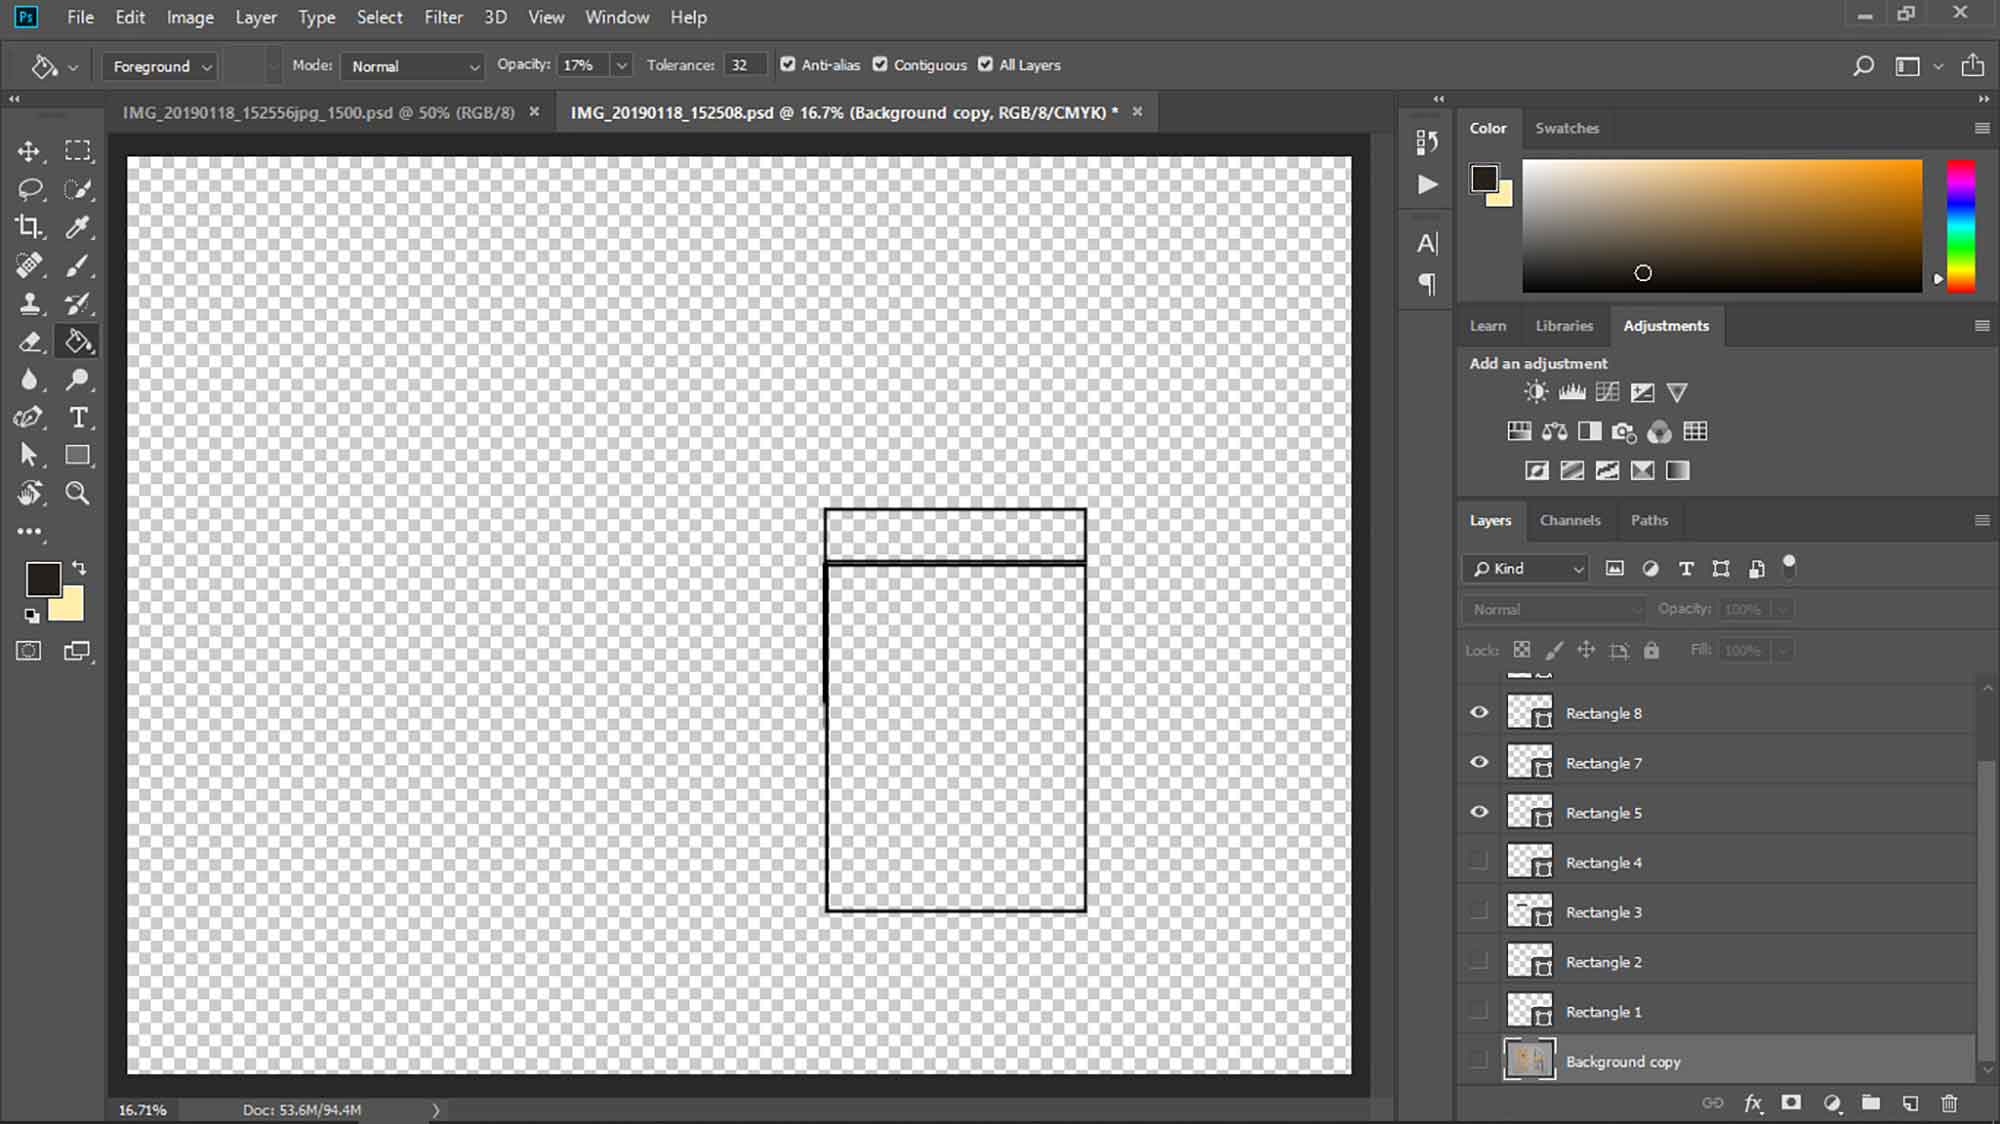 Ps File Edit Image Layer Type Select Filter 3D View Window Help
Foreground Mode: Normal Opacity: 17% Tolerance: 32 Anti-alias Contiguous All Layers
IMG_20190118_152556jpg_1500.psd @ 50% (RGB/8) × IMG_20190118_152508.psd @ 16.7% (Background copy, RGB/8/CMYK) * ×
Color Swatches
Learn Libraries Adjustments
Add an adjustment
Layers Channels Paths
Kind
Normal Opacity: 100%
Lock: Fill: 100%
Rectangle 8
Rectangle 7
Rectangle 5
Rectangle 4
Rectangle 3
Rectangle 2
Rectangle 1
Background copy
16.71% Doc: 53.6M/94.4M